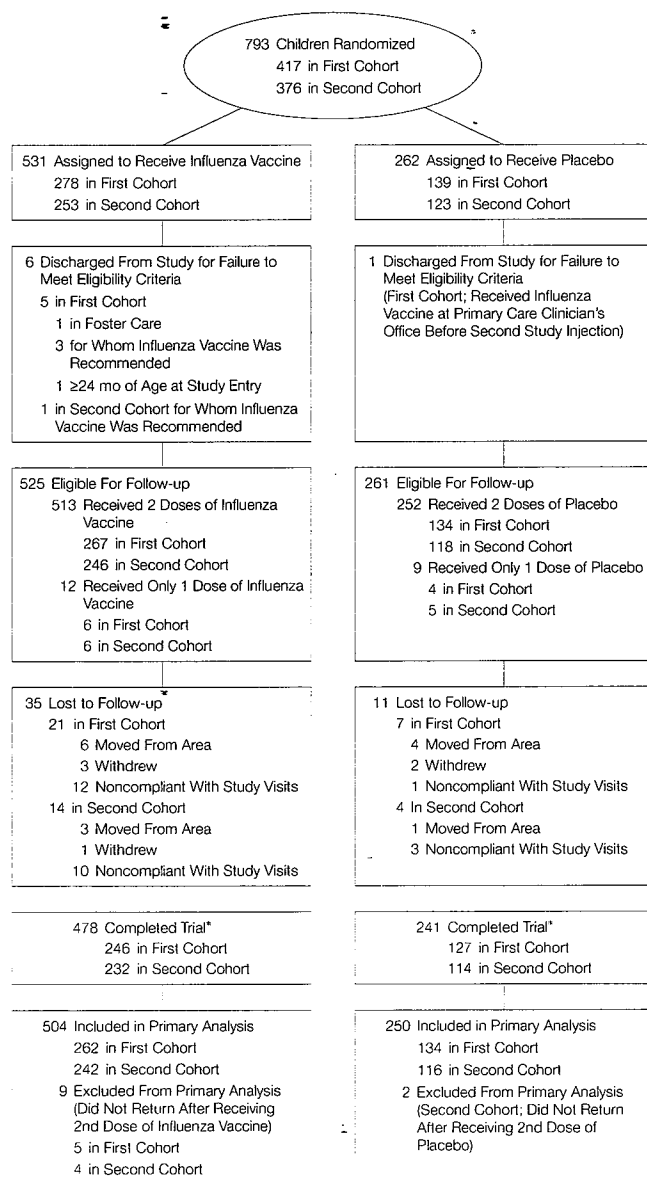 793 Children Randomized
417 in First Cohort
376 in Second Cohort
531 Assigned to Receive Influenza Vaccine
278 in First Cohort
253 in Second Cohort
262 Assigned to Receive Placebo
139 in First Cohort
123 in Second Cohort
6 Discharged From Study for Failure to
Meet Eligibility Criteria
5 in First Cohort
1 in Foster Care
3 for Whom Influenza Vaccine Was
Recommended
1 ≥24 mo of Age at Study Entry
1 in Second Cohort for Whom Influenza
Vaccine Was Recommended
1 Discharged From Study for Failure to
Meet Eligibility Criteria
(First Cohort; Received Influenza
Vaccine at Primary Care Clinician's
Office Before Second Study Injection)
525 Eligible For Follow-up
513 Received 2 Doses of Influenza
Vaccine
267 in First Cohort
246 in Second Cohort
12 Received Only 1 Dose of Influenza
Vaccine
6 in First Cohort
6 in Second Cohort
261 Eligible For Follow-up
252 Received 2 Doses of Placebo
134 in First Cohort
118 in Second Cohort
9 Received Only 1 Dose of Placebo
4 in First Cohort
5 in Second Cohort
35 Lost to Follow-up
21 in First Cohort
6 Moved From Area
3 Withdrew
12 Noncompliant With Study Visits
14 in Second Cohort
3 Moved From Area
1 Withdrew
10 Noncompliant With Study Visits
11 Lost to Follow-up
7 in First Cohort
4 Moved From Area
2 Withdrew
1 Noncompliant With Study Visits
4 In Second Cohort
1 Moved From Area
3 Noncompliant With Study Visits
478 Completed Trial*
246 in First Cohort
232 in Second Cohort
241 Completed Trial*
127 in First Cohort
114 in Second Cohort
504 Included in Primary Analysis
262 in First Cohort
242 in Second Cohort
9 Excluded From Primary Analysis
(Did Not Return After Receiving
2nd Dose of Influenza Vaccine)
5 in First Cohort
4 in Second Cohort
250 Included in Primary Analysis
134 in First Cohort
116 in Second Cohort
2 Excluded From Primary Analysis
(Second Cohort; Did Not Return
After Receiving 2nd Dose of
Placebo)